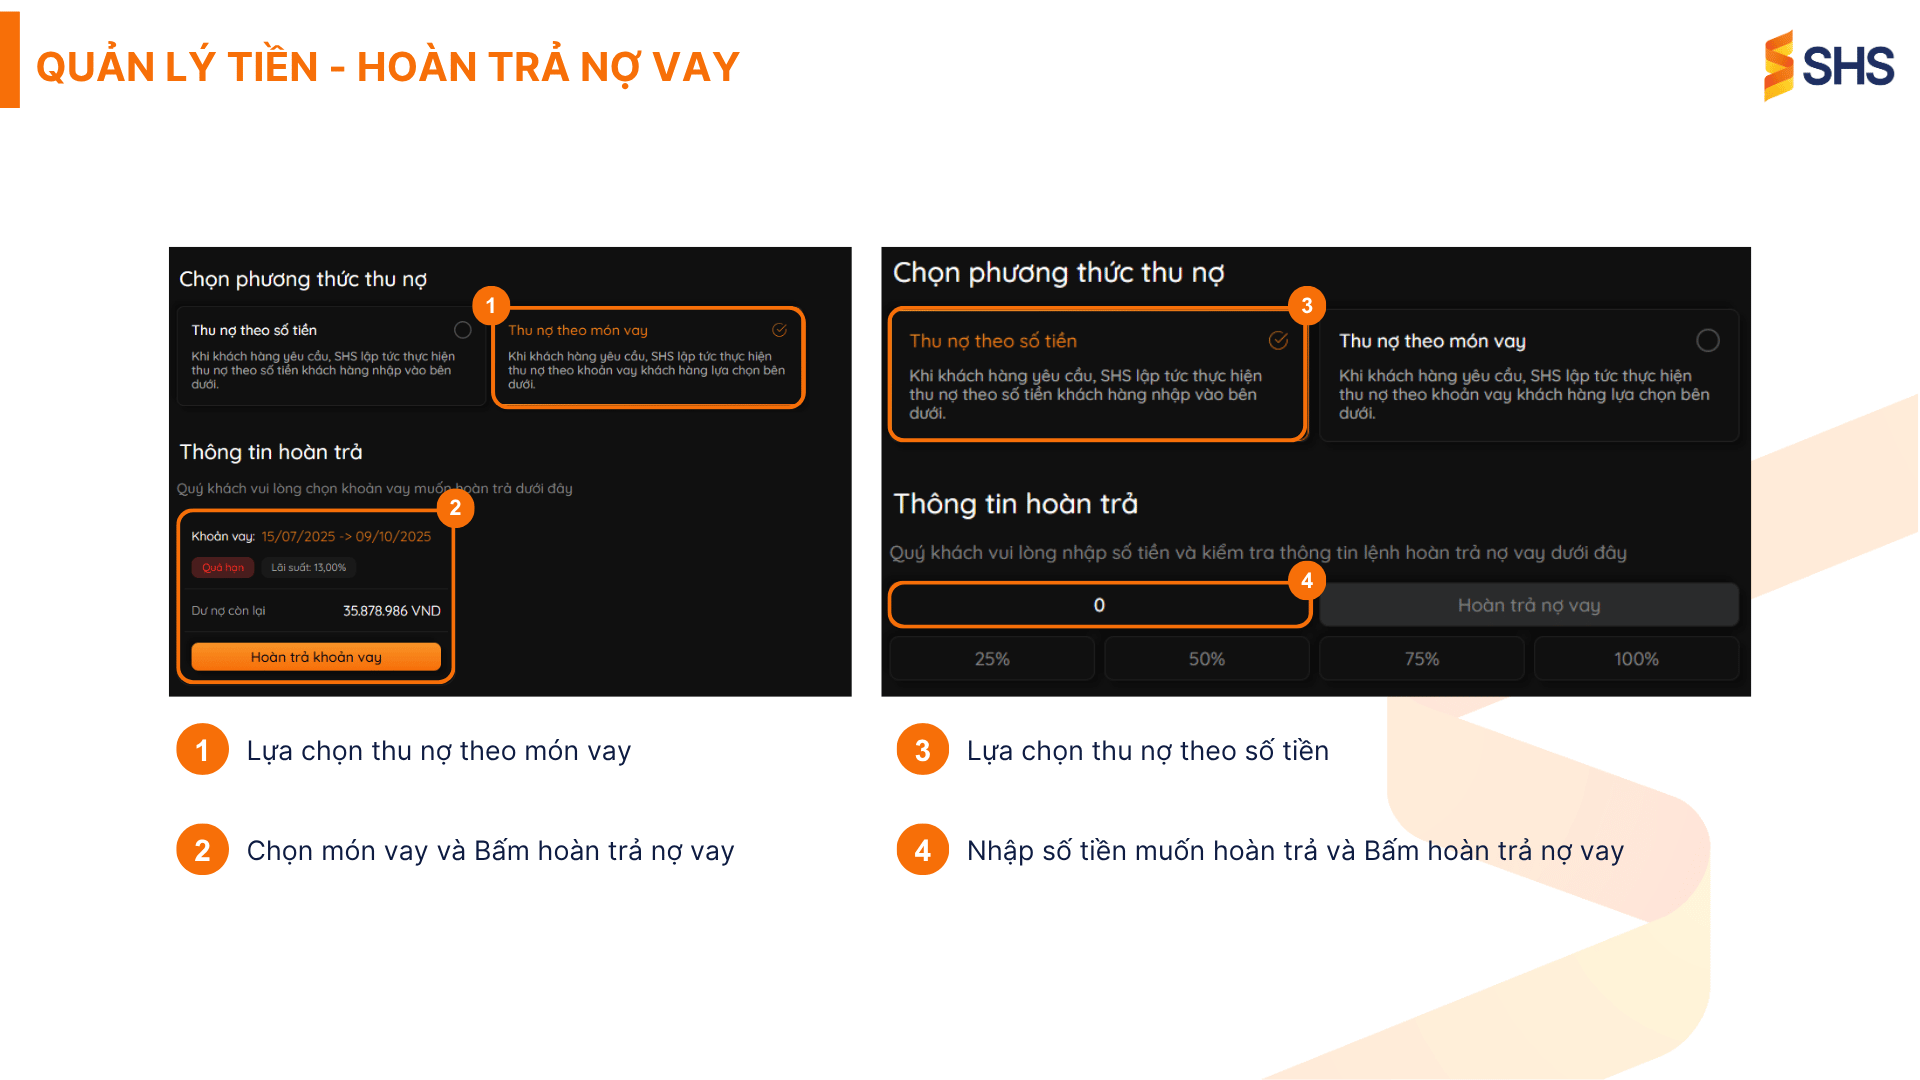 QUẢN LÝ TIỀN - HOÀN TRẢ NỢ VAY
SHS
Chọn phương thức thu nợ
1
Thu nợ theo số tiền
Khi khách hàng yêu cầu, SHS lập tức thực hiện
thu nợ theo số tiền khách hàng nhập vào bên
dưới.
Thu nợ theo món vay
Khi khách hàng yêu cầu, SHS lập tức thực hiện
thu nợ theo khoản vay khách hàng lựa chọn bên
dưới.
Thông tin hoàn trả
Quý khách vui lòng chọn khoản vay muốn hoàn trả dưới đây
2
Khoản vay: 15/07/2025 -> 09/10/2025
Quá hạn
Lãi suất: 13,00%
Dư nợ còn lại
35.878.986 VND
Hoàn trả khoản vay
Chọn phương thức thu nợ
3
Thu nợ theo số tiền
Khi khách hàng yêu cầu, SHS lập tức thực hiện
thu nợ theo số tiền khách hàng nhập vào bên
dưới.
Thu nợ theo món vay
Khi khách hàng yêu cầu, SHS lập tức thực hiện
thu nợ theo khoản vay khách hàng lựa chọn bên
dưới.
Thông tin hoàn trả
Quý khách vui lòng nhập số tiền và kiểm tra thông tin lệnh hoàn trả nợ vay dưới đây
4
0
Hoàn trả nợ vay
25%
50%
75%
100%
1 Lựa chọn thu nợ theo món vay
2 Chọn món vay và Bấm hoàn trả nợ vay
3 Lựa chọn thu nợ theo số tiền
4 Nhập số tiền muốn hoàn trả và Bấm hoàn trả nợ vay